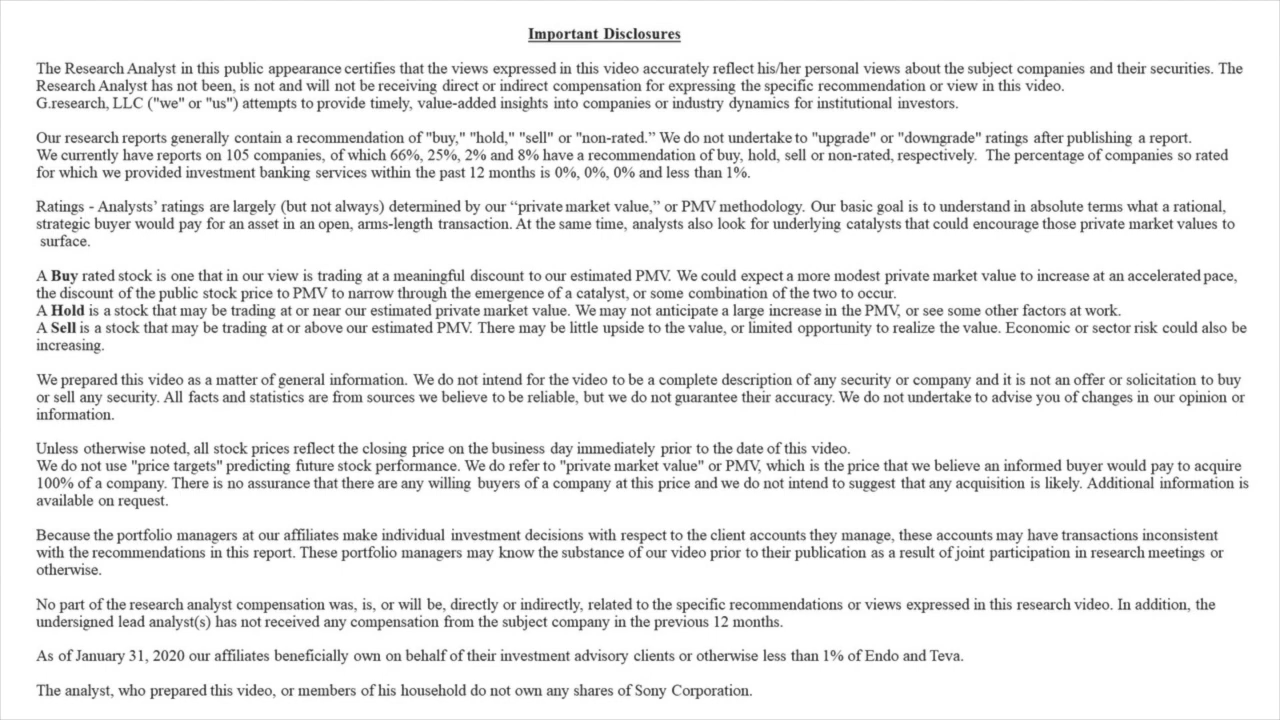 Important Disclosures
The Research Analyst in this public appearance certifies that the views expressed in this video accurately reflect his/her personal views about the subject companies and their securities. The
Research Analyst has not been, is not and will not be receiving direct or indirect compensation for expressing the specific recommendation or view in this video.
G.research, LLC ("we" or "us") attempts to provide timely, value-added insights into companies or industry dynamics for institutional investors.
Our research reports generally contain a recommendation of "buy," "hold," "sell" or "non-rated.” We do not undertake to "upgrade" or "downgrade" ratings after publishing a report.
We currently have reports on 105 companies, of which 66%, 25%, 2% and 8% have a recommendation of buy, hold, sell or non-rated, respectively. The percentage of companies so rated
for which we provided investment banking services within the past 12 months is 0%, 0%, 0% and less than 1%.
Ratings - Analysts’ ratings are largely (but not always) determined by our “private market value,” or PMV methodology. Our basic goal is to understand in absolute terms what a rational,
strategic buyer would pay for an asset in an open, arms-length transaction. At the same time, analysts also look for underlying catalysts that could encourage those private market values to
surface.
A Buy rated stock is one that in our view is trading at a meaningful discount to our estimated PMV. We could expect a more modest private market value to increase at an accelerated pace,
the discount of the public stock price to PMV to narrow through the emergence of a catalyst, or some combination of the two to occur.
A Hold is a stock that may be trading at or near our estimated private market value. We may not anticipate a large increase in the PMV, or see some other factors at work.
A Sell is a stock that may be trading at or above our estimated PMV. There may be little upside to the value, or limited opportunity to realize the value. Economic or sector risk could also be
increasing.
We prepared this video as a matter of general information. We do not intend for the video to be a complete description of any security or company and it is not an offer or solicitation to buy
or sell any security. All facts and statistics are from sources we believe to be reliable, but we do not guarantee their accuracy. We do not undertake to advise you of changes in our opinion or
information.
Unless otherwise noted, all stock prices reflect the closing price on the business day immediately prior to the date of this video.
We do not use "price targets" predicting future stock performance. We do refer to "private market value" or PMV, which is the price that we believe an informed buyer would pay to acquire
100% of a company. There is no assurance that there are any willing buyers of a company at this price and we do not intend to suggest that any acquisition is likely. Additional information is
available on request.
Because the portfolio managers at our affiliates make individual investment decisions with respect to the client accounts they manage, these accounts may have transactions inconsistent
with the recommendations in this report. These portfolio managers may know the substance of our video prior to their publication as a result of joint participation in research meetings or
otherwise.
No part of the research analyst compensation was, is, or will be, directly or indirectly, related to the specific recommendations or views expressed in this research video. In addition, the
undersigned lead analyst(s) has not received any compensation from the subject company in the previous 12 months.
As of January 31, 2020 our affiliates beneficially own on behalf of their investment advisory clients or otherwise less than 1% of Endo and Teva.
The analyst, who prepared this video, or members of his household do not own any shares of Sony Corporation.